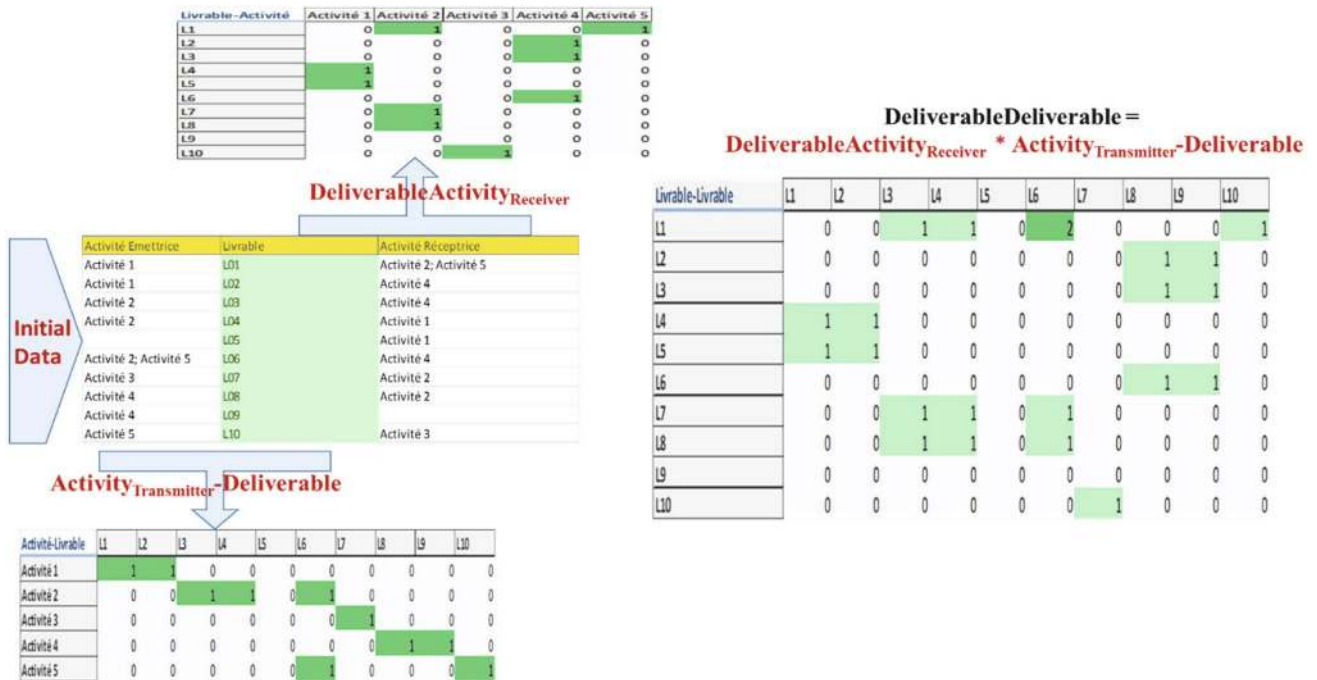 Livrable-Activité Activité 1 Activité 2 Activité 3 Activité 4 Activité 5
L1 0 1 0 0 1
L2 0 0 0 1 0
L3 0 0 0 1 0
L4 1 0 0 0 0
L5 1 0 0 0 0
L6 0 0 0 1 0
L7 0 1 0 0 0
L8 0 1 0 0 0
L9 0 0 0 0 0
L10 0 0 1 0 0
DeliverableActivityReceiver
Initial
Data
Activité Emettrice Livrable Activité Réceptrice
Activité 1 L01 Activité 2; Activité 5
Activité 1 L02 Activité 4
Activité 2 L03 Activité 4
Activité 2 L04 Activité 1
L05 Activité 1
Activité 2; Activité 5 L06 Activité 4
Activité 3 L07 Activité 2
Activité 4 L08 Activité 2
Activité 4 L09
Activité 5 L10 Activité 3
ActivityTransmitter-Deliverable
Activité-Livrable L1 L2 L3 L4 L5 L6 L7 L8 L9 L10
Activité 1 1 1 0 0 0 0 0 0 0 0
Activité 2 0 0 1 1 0 1 0 0 0 0
Activité 3 0 0 0 0 0 0 1 0 0 0
Activité 4 0 0 0 0 0 0 0 1 1 0
Activité 5 0 0 0 0 0 1 0 0 0 1
DeliverableDeliverable =
DeliverableActivityReceiver * ActivityTransmitter-Deliverable
Livrable-Livrable L1 L2 L3 L4 L5 L6 L7 L8 L9 L10
L1 0 0 1 1 0 2 0 0 0 1
L2 0 0 0 0 0 0 0 1 1 0
L3 0 0 0 0 0 0 0 1 1 0
L4 1 1 0 0 0 0 0 0 0 0
L5 1 1 0 0 0 0 0 0 0 0
L6 0 0 0 0 0 0 0 1 1 0
L7 0 0 1 1 0 1 0 0 0 0
L8 0 0 1 1 0 1 0 0 0 0
L9 0 0 0 0 0 0 0 0 0 0
L10 0 0 0 0 0 0 1 0 0 0